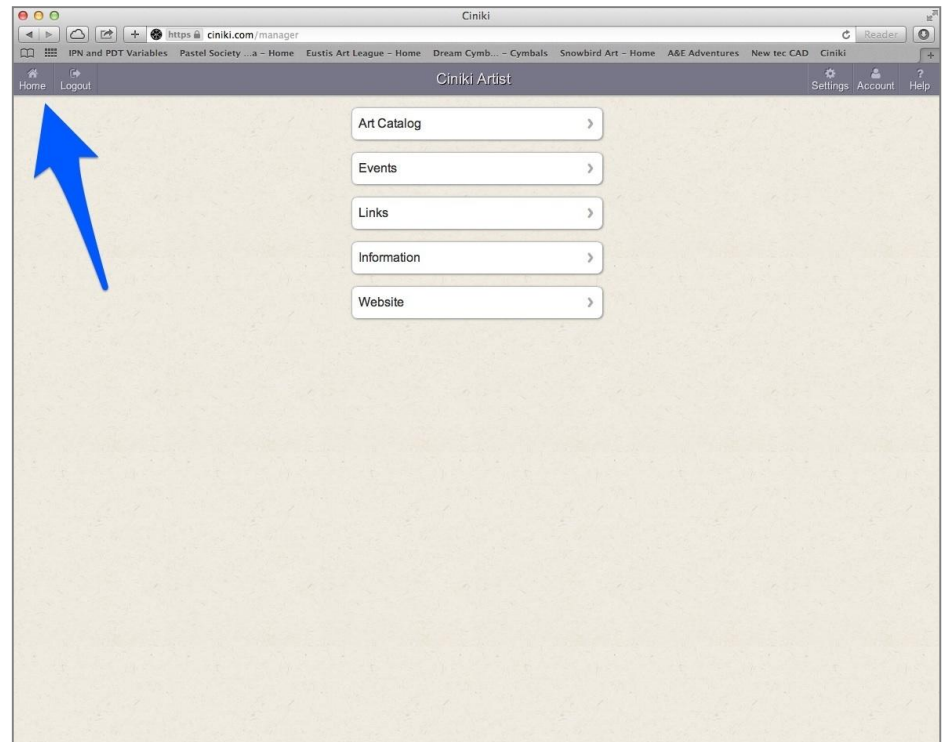 Ciniki
https ciniki.com/manager
Reader
IPN and PDT Variables Pastel Society ...a – Home Eustis Art League – Home Dream Cymb... – Cymbals Snowbird Art – Home A&E Adventures New tec CAD Ciniki
Home Logout Ciniki Artist Settings Account Help
Art Catalog
Events
Links
Information
Website